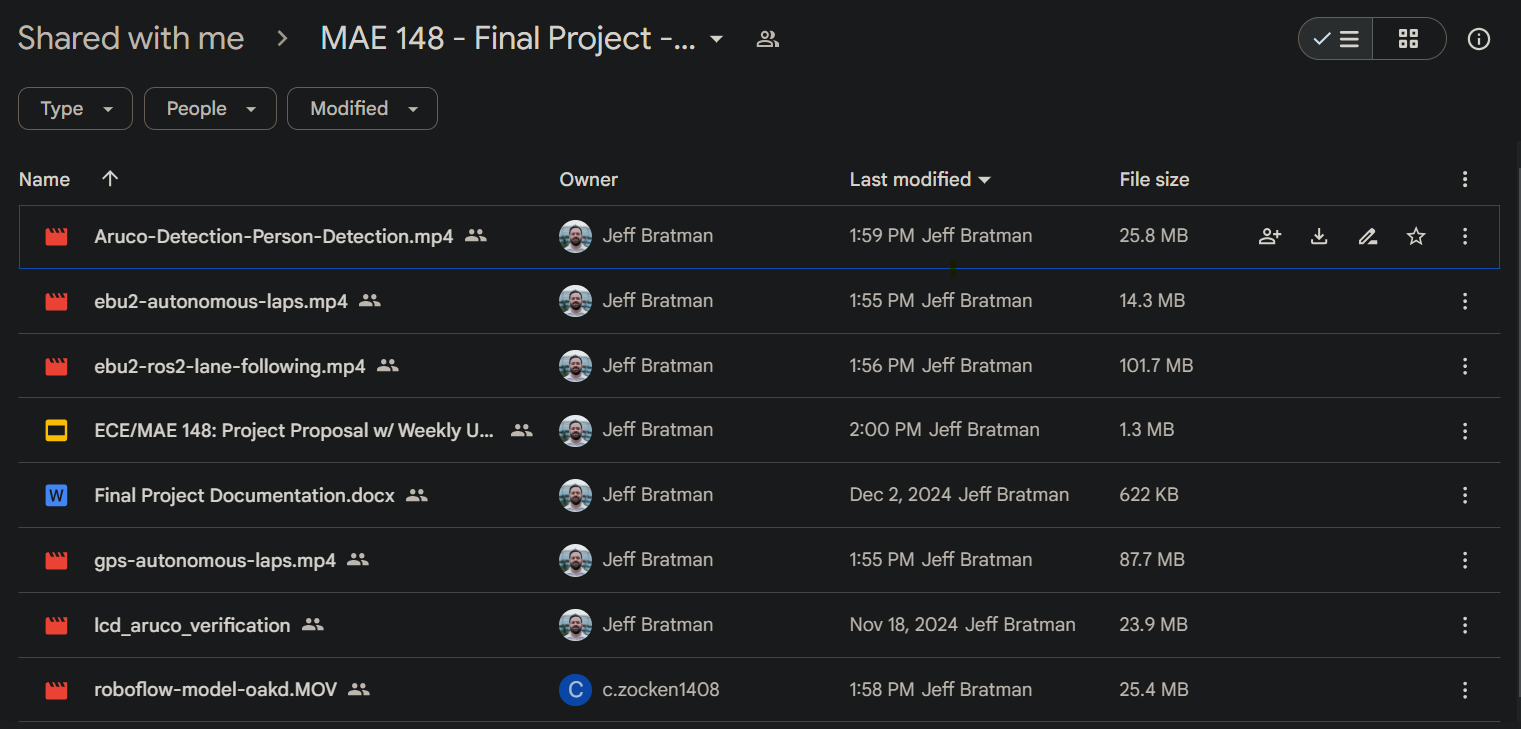 Shared with me > MAE 148 - Final Project -...
Type People Modified
Name Owner Last modified File size
Aruco-Detection-Person-Detection.mp4 Jeff Bratman 1:59 PM Jeff Bratman 25.8 MB
ebu2-autonomous-laps.mp4 Jeff Bratman 1:55 PM Jeff Bratman 14.3 MB
ebu2-ros2-lane-following.mp4 Jeff Bratman 1:56 PM Jeff Bratman 101.7 MB
ECE/MAE 148: Project Proposal w/ Weekly U... Jeff Bratman 2:00 PM Jeff Bratman 1.3 MB
W Final Project Documentation.docx Jeff Bratman Dec 2, 2024 Jeff Bratman 622 KB
gps-autonomous-laps.mp4 Jeff Bratman 1:55 PM Jeff Bratman 87.7 MB
lcd_aruco_verification Jeff Bratman Nov 18, 2024 Jeff Bratman 23.9 MB
roboflow-model-oakd.MOV C c.zocken1408 1:58 PM Jeff Bratman 25.4 MB